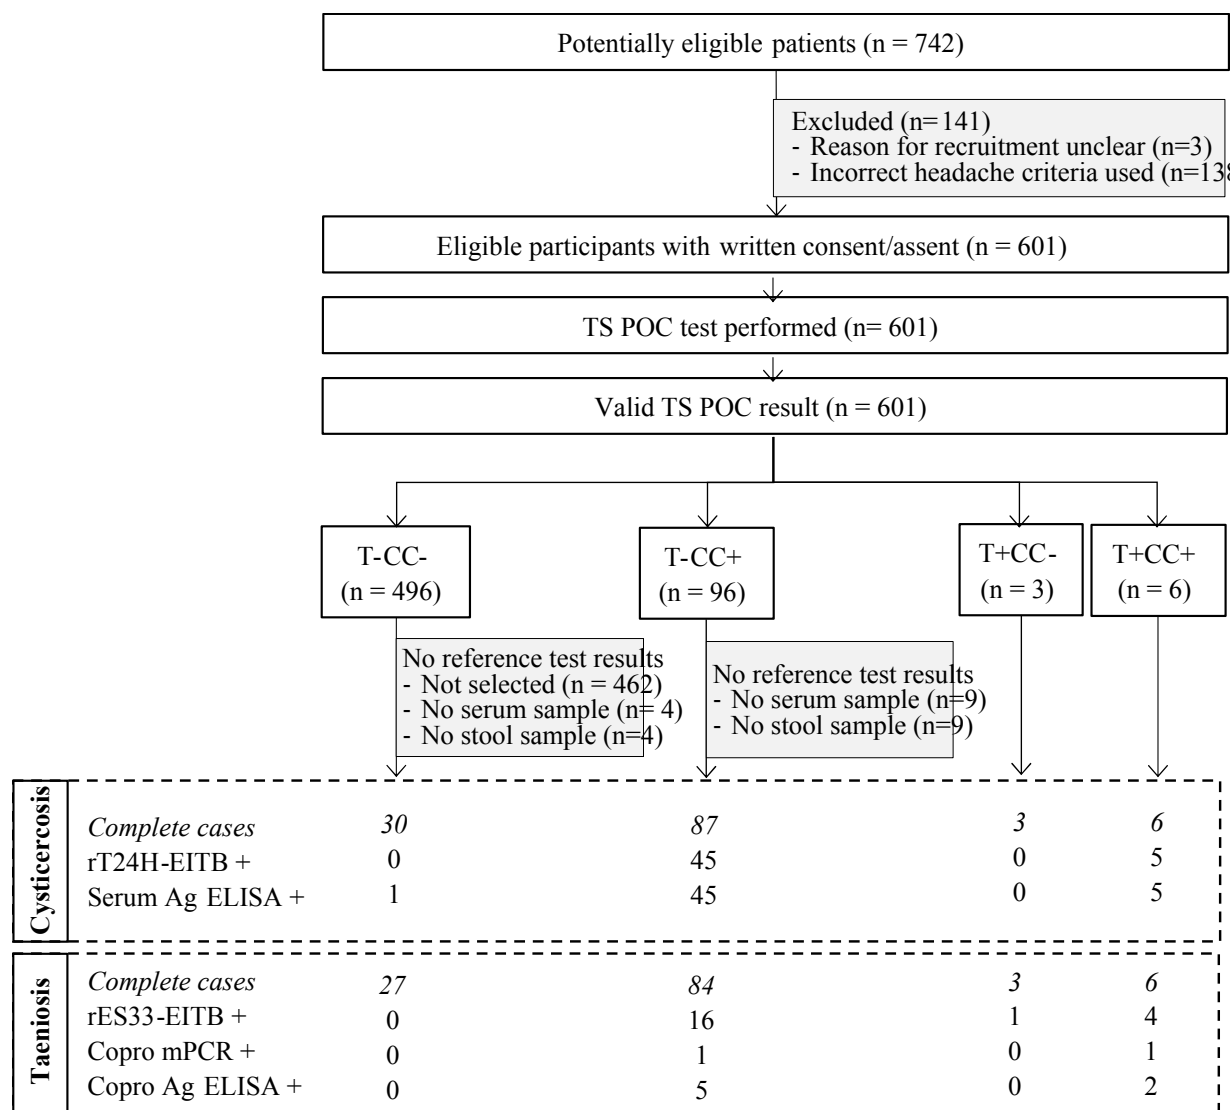 Potentially eligible patients (n = 742)
Excluded (n=141)
- Reason for recruitment unclear (n=3)
- Incorrect headache criteria used (n=138
Eligible participants with written consent/assent (n = 601)
TS POC test performed (n= 601)
Valid TS POC result (n = 601)
T-CC-
(n = 496)
T-CC+
(n = 96)
T+CC-
(n = 3)
T+CC+
(n = 6)
No reference test results
- Not selected (n = 462)
- No serum sample (n= 4)
- No stool sample (n=4)
No reference test results
- No serum sample (n=9)
- No stool sample (n=9)
Cysticercosis
Complete cases 30 87 3 6
rT24H-EITB + 0 45 0 5
Serum Ag ELISA + 1 45 0 5
Taeniosis
Complete cases 27 84 3 6
rES33-EITB + 0 16 1 4
Copro mPCR + 0 1 0 1
Copro Ag ELISA + 0 5 0 2